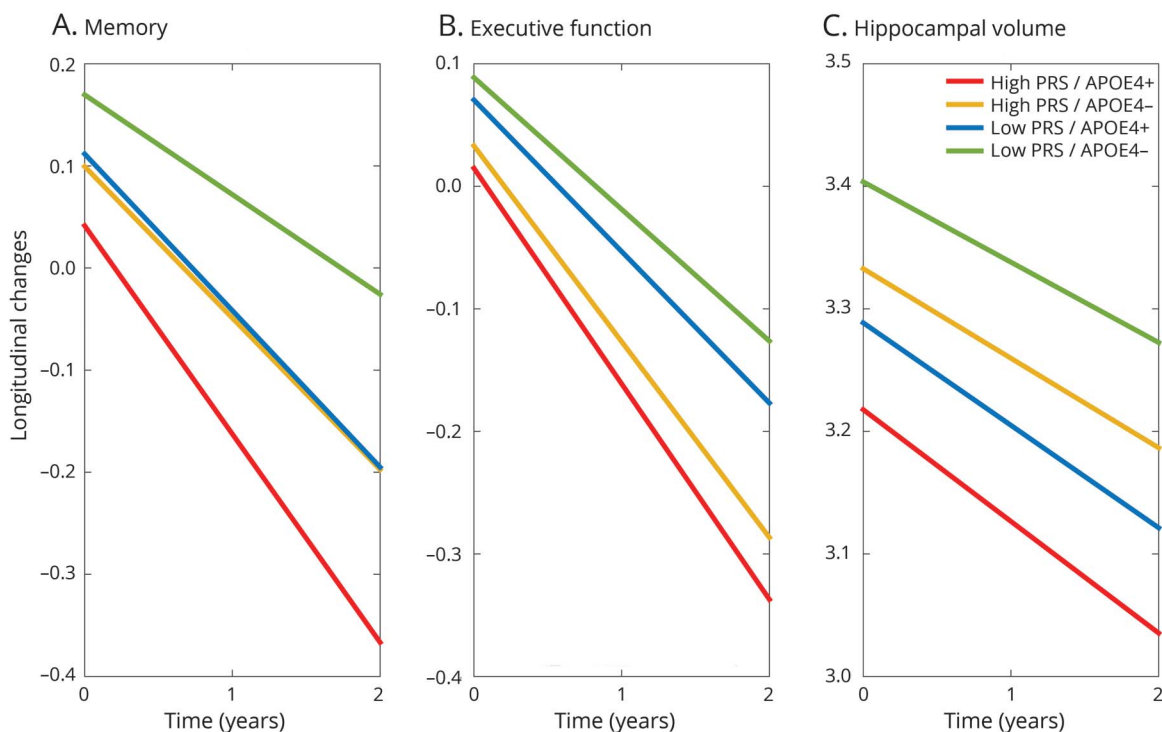 A. Memory
B. Executive function
C. Hippocampal volume
Longitudinal changes
0.2
0.1
0.0
–0.1
–0.2
–0.3
–0.4
0
1
2
Time (years)
0.1
0.0
–0.1
–0.2
–0.3
–0.4
0
1
2
Time (years)
3.5
3.4
3.3
3.2
3.1
3.0
0
1
2
Time (years)
High PRS / APOE4+
High PRS / APOE4–
Low PRS / APOE4+
Low PRS / APOE4–